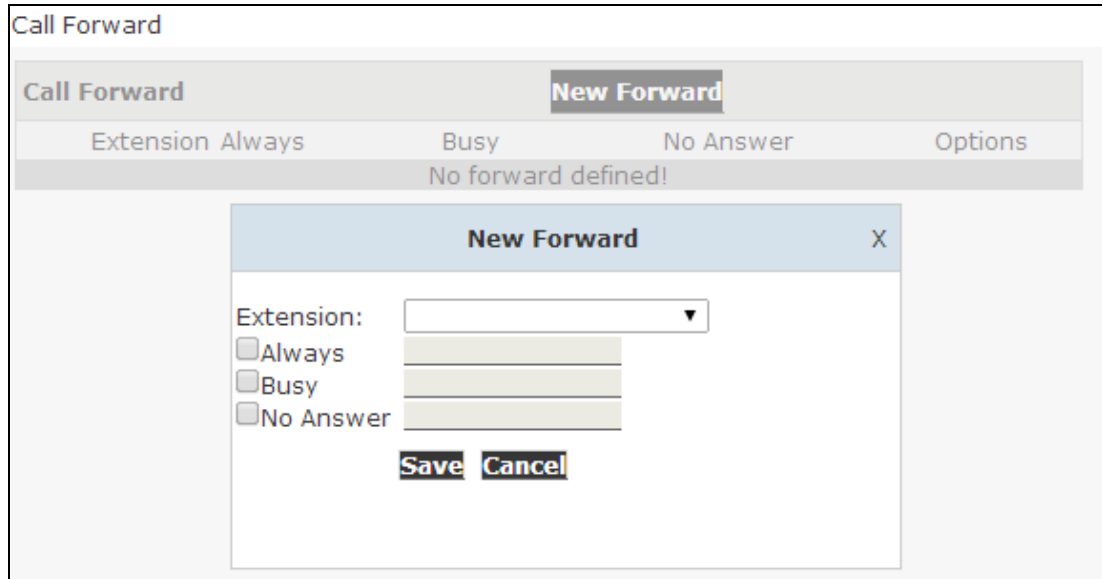 Call Forward
Call Forward New Forward
Extension Always Busy No Answer Options
No forward defined!
New Forward X
Extension:
Always
Busy
No Answer
Save Cancel